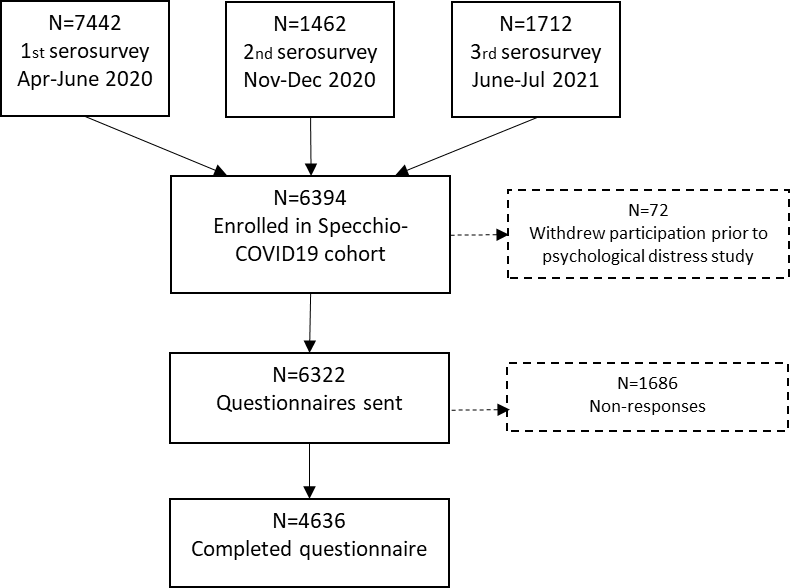 N=7442
1st serosurvey
Apr-June 2020
N=1462
2nd serosurvey
Nov-Dec 2020
N=1712
3rd serosurvey
June-Jul 2021
N=6394
Enrolled in Specchio-
COVID19 cohort
N=72
Withdrew participation prior to
psychological distress study
N=6322
Questionnaires sent
N=1686
Non-responses
N=4636
Completed questionnaire